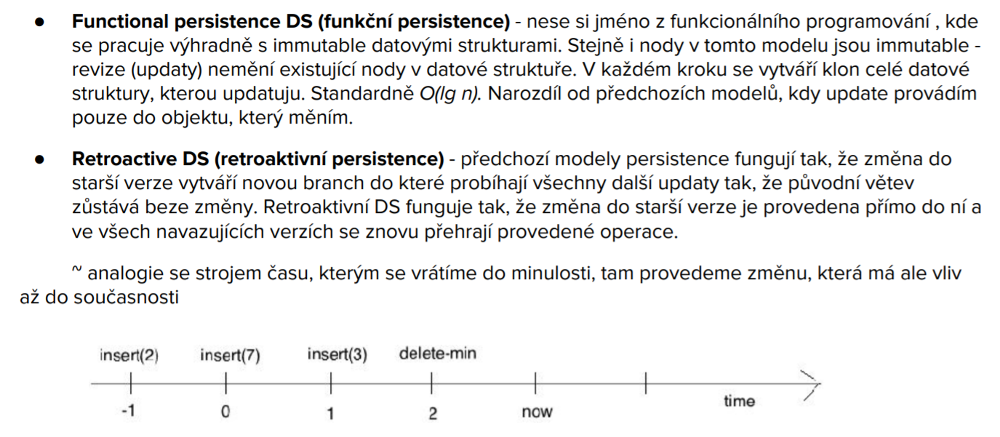 ● Functional persistence DS (funkční persistence) - nese si jméno z funkcionálního programování , kde
se pracuje výhradně s immutable datovými strukturami. Stejně i nody v tomto modelu jsou immutable -
revize (updaty) nemění existující nody v datové struktuře. V každém kroku se vytváří klon celé datové
struktury, kterou updatuju. Standardně O(lg n). Narozdíl od předchozích modelů, kdy update provádím
pouze do objektu, který měním.
● Retroactive DS (retroaktivní persistence) - předchozí modely persistence fungují tak, že změna do
starší verze vytváří novou branch do které probíhají všechny další updaty tak, že původní větev
zůstává beze změny. Retroaktivní DS funguje tak, že změna do starší verze je provedena přímo do ní a
ve všech navazujících verzích se znovu přehrají provedené operace.
~ analogie se strojem času, kterým se vrátíme do minulosti, tam provedeme změnu, která má ale vliv
až do současnosti
insert(2) insert(7) insert(3) delete-min
-1 0 1 2 now time